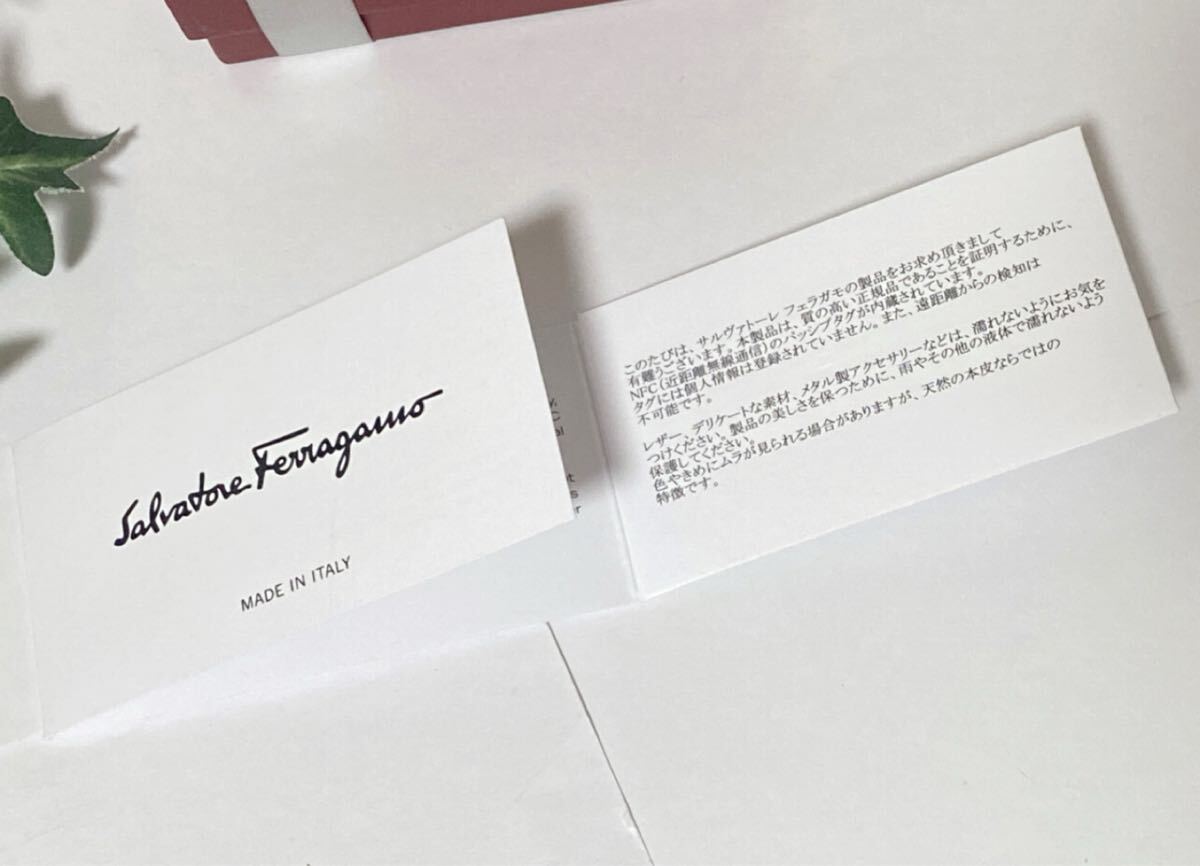 Salvatore Ferragamo
MADE IN ITALY
このたびは、サルヴァトーレ フェラガモの製品をお求め頂きまして
有難うございます。本製品は、質の高い正規品であることを証明するために、
NFC(近距離無線通信)のパッシブタグが内蔵されています。
タグには個人情報は登録されていません。また、遠距離からの検知は
不可能です。
レザー、デリケートな素材、メタル製アクセサリーなどは、濡れないようにお気を
つけください。製品の美しさを保つために、雨やその他の液体で濡れないよう
保護してください。
色やきめにムラが見られる場合がありますが、天然の本皮ならではの
特徴です。